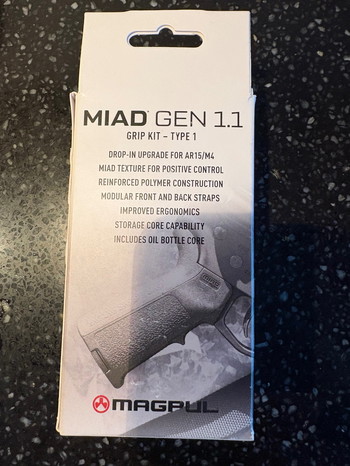 MIAD GEN 1.1
GRIP KIT – TYPE 1
DROP-IN UPGRADE FOR AR15/M4
MIAD TEXTURE FOR POSITIVE CONTROL
REINFORCED POLYMER CONSTRUCTION
MODULAR FRONT AND BACK STRAPS
IMPROVED ERGONOMICS
STORAGE CORE CAPABILITY
INCLUDES OIL BOTTLE CORE
MAGPUL